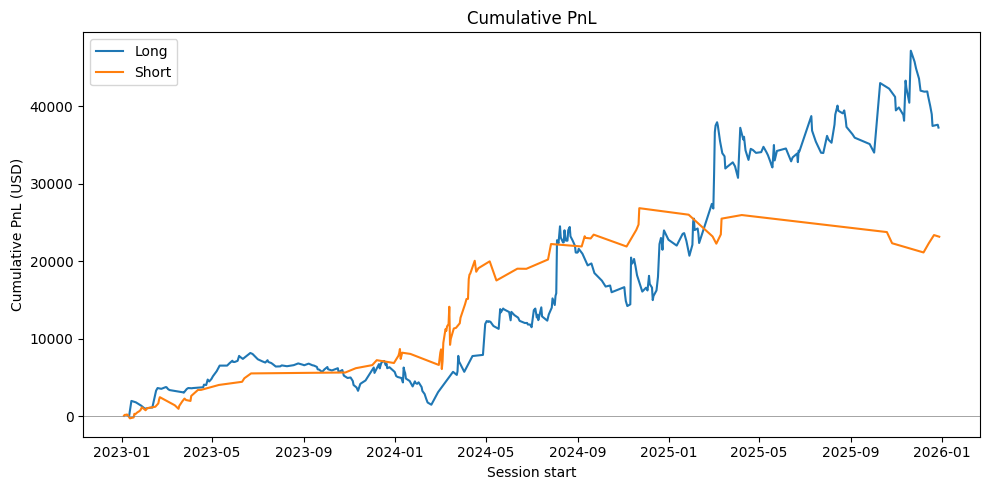 Cumulative PnL
Long
Short
Cumulative PnL (USD)
40000
30000
20000
10000
0
2023-01 2023-05 2023-09 2024-01 2024-05 2024-09 2025-01 2025-05 2025-09 2026-01
Session start